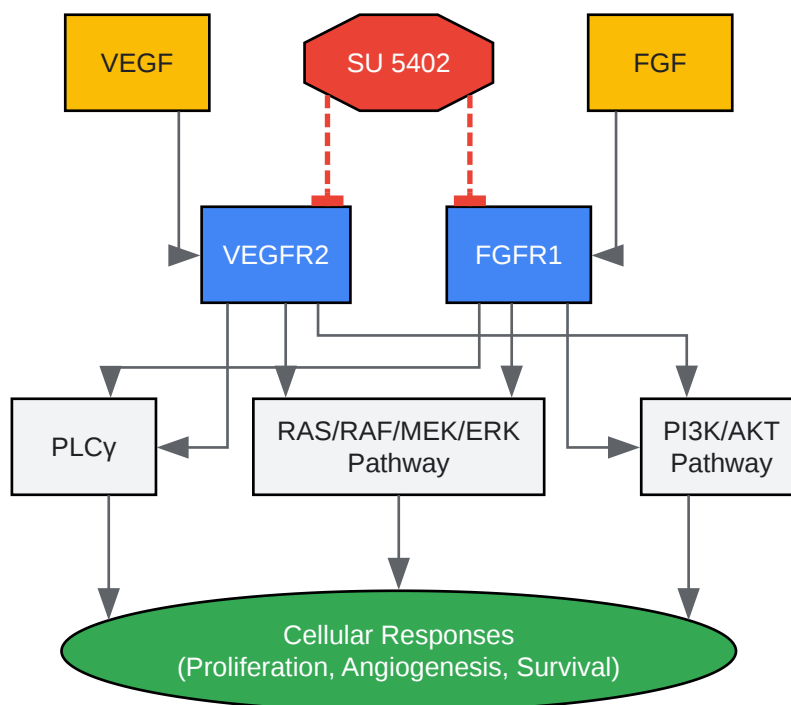 VEGF
SU 5402
FGF
VEGFR2
FGFR1
PLCγ
RAS/RAF/MEK/ERK
Pathway
PI3K/AKT
Pathway
Cellular Responses
(Proliferation, Angiogenesis, Survival)